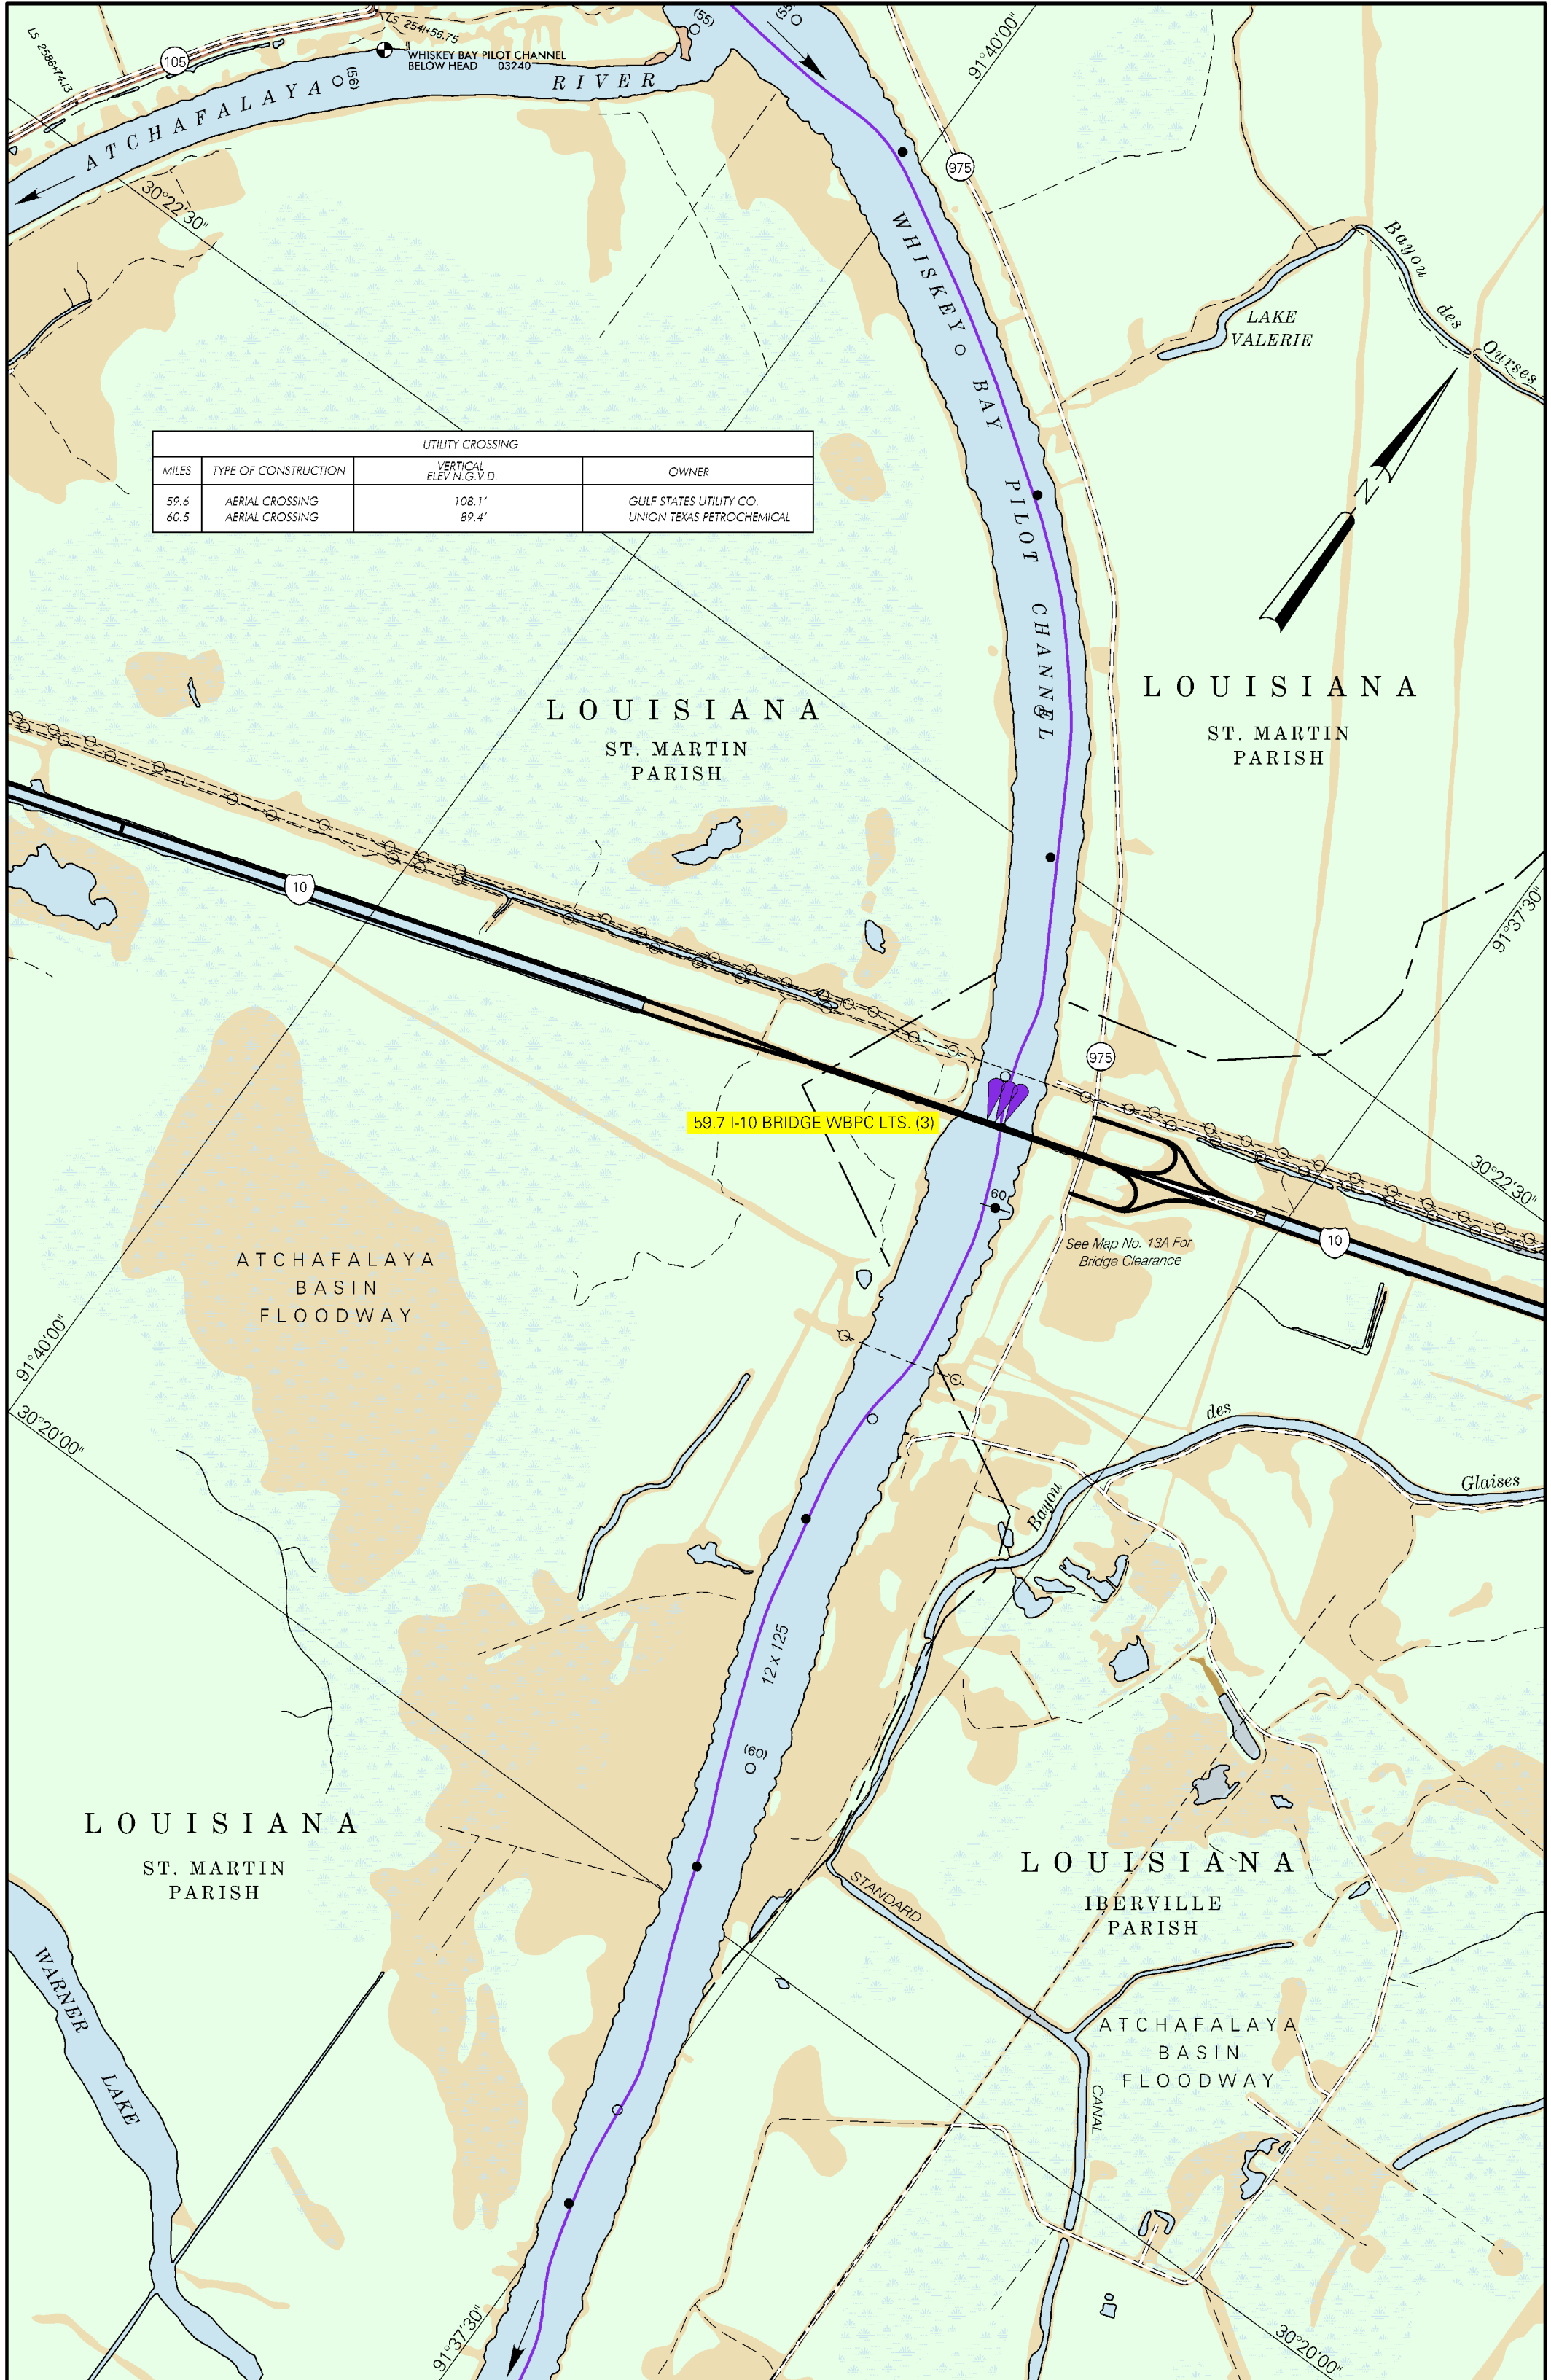 LS 2541+56.75
(55)
(55
LS 2586+74.13
105
WHISKEY BAY PILOT CHANNEL
BELOW HEAD 03240
(56)
ATCHAFALAYA RIVER
91°40'00"
975
30°22'30"
WHISKEY BAY PILOT CHANNEL
Bayou des Ourses
LAKE
VALERIE
UTILITY CROSSING
MILES TYPE OF CONSTRUCTION VERTICAL ELEV N.G.V.D. OWNER
59.6 AERIAL CROSSING 108.1' GULF STATES UTILITY CO.
60.5 AERIAL CROSSING 89.4' UNION TEXAS PETROCHEMICAL
N
LOUISIANA
ST. MARTIN
PARISH
LOUISIANA
ST. MARTIN
PARISH
10
91°37'30"
975
59.7 I-10 BRIDGE WBPC LTS. (3)
60
30°22'30"
10
See Map No. 13A For
Bridge Clearance
ATCHAFALAYA
BASIN
FLOODWAY
91°40'00"
30°20'00"
Bayou des Glaises
12 X 125
(60)
LOUISIANA
ST. MARTIN
PARISH
LOUISIANA
IBERVILLE
PARISH
STANDARD
CANAL
WARNER
LAKE
ATCHAFALAYA
BASIN
FLOODWAY
91°37'30"
30°20'00"